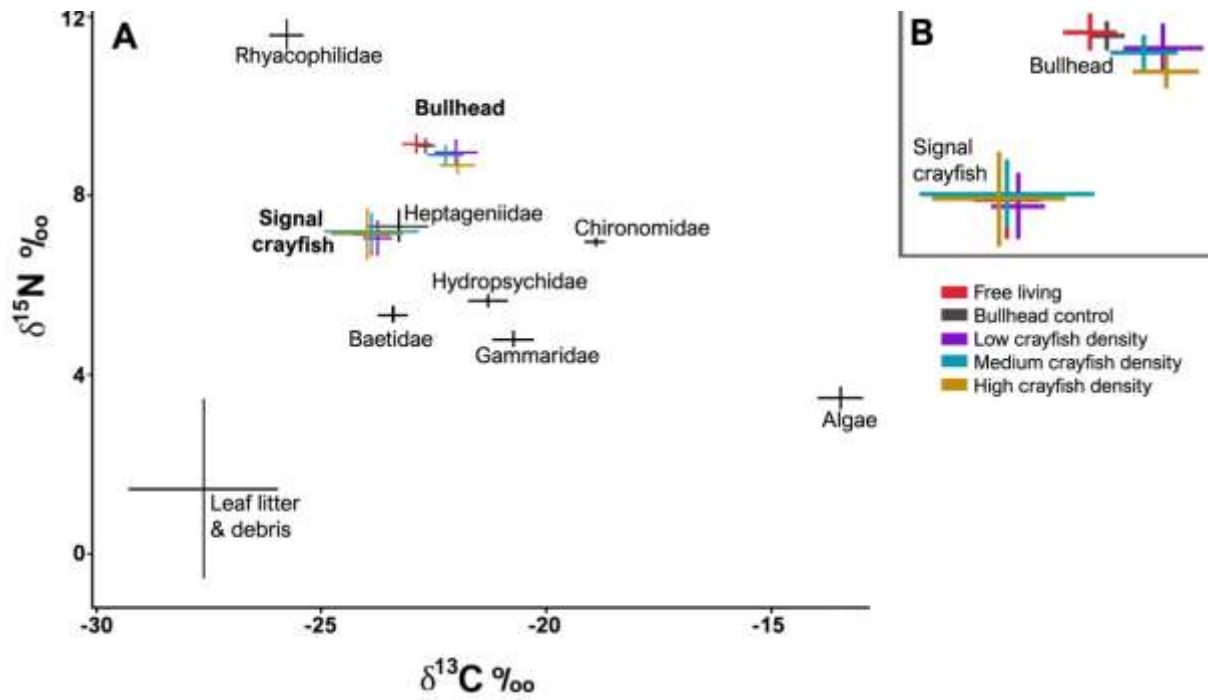 A
12
8
4
0
δ15N ‰
Rhyacophilidae
Bullhead
Signal
crayfish
Heptageniidae
Chironomidae
Hydropsychidae
Baetidae
Gammaridae
Algae
Leaf litter
& debris
-30
-25
-20
-15
δ13C ‰
B
Bullhead
Signal
crayfish
Free living
Bullhead control
Low crayfish density
Medium crayfish density
High crayfish density